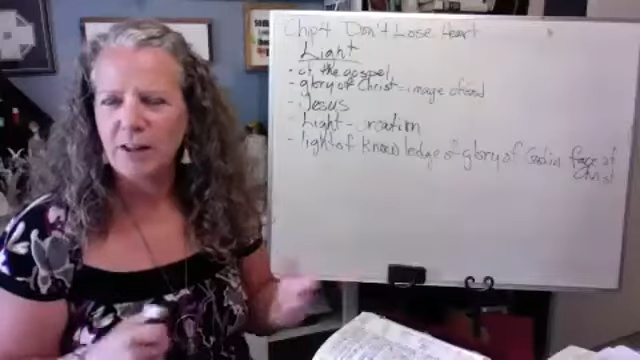 Chp 4 Don't Lose Heart
Light
• of the gospel
- glory of Christ = image of God
- Jesus
- Light - creation
- light of knowledge of glory of God in face of
Christ